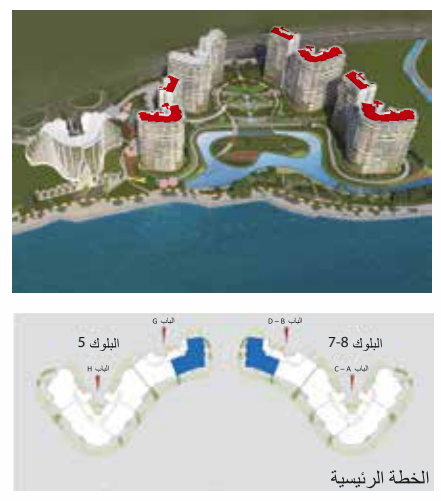 الباب G
الباب D – B
البلوك 5
البلوك 7-8
الباب H
الباب C – A
الخطة الرئيسية